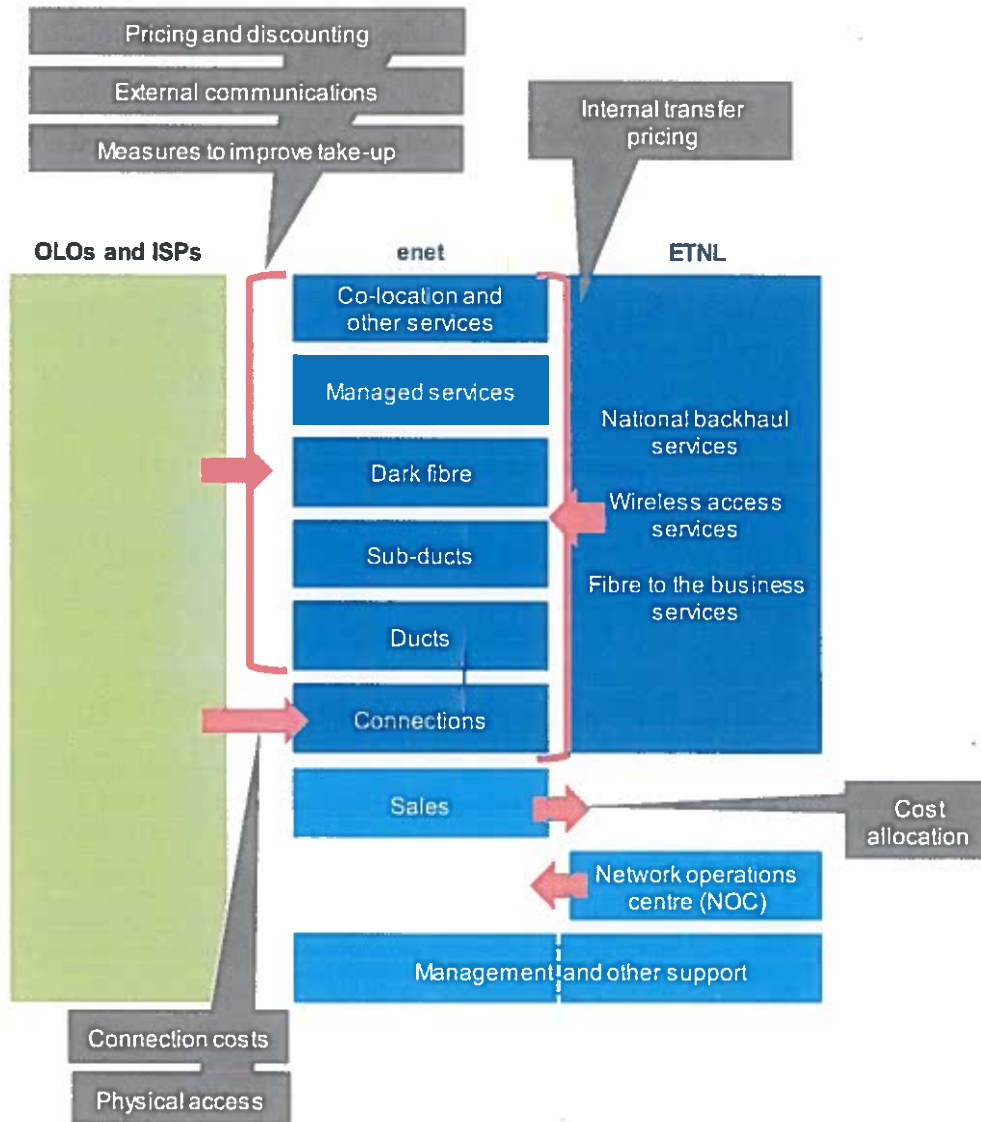 Pricing and discounting
External communications
Measures to improve take-up
Internal transfer
pricing
OLOs and ISPs
enet
ETNL
Co-location and
other services
Managed services
Dark fibre
Sub-ducts
Ducts
Connections
National backhaul
services
Wireless access
services
Fibre to the business
services
Sales
Cost
allocation
Network operations
centre (NOC)
Management and other support
Connection costs
Physical access